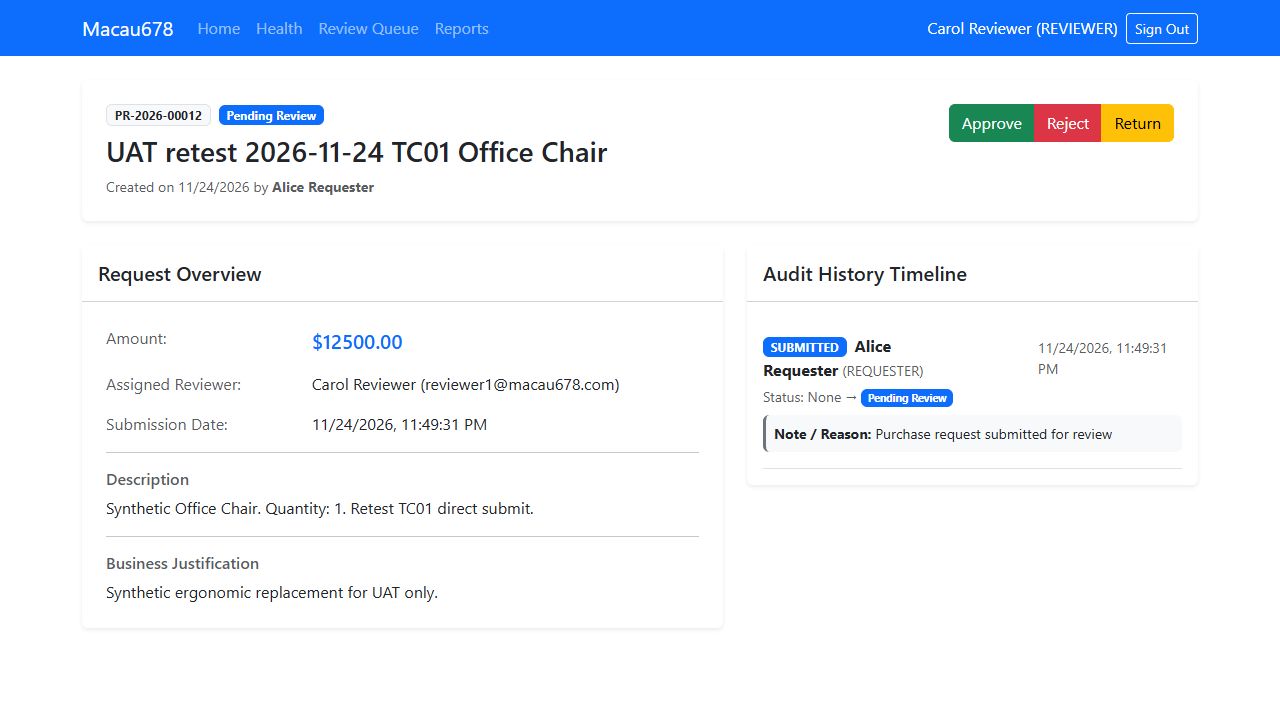 Macau678 Home Health Review Queue Reports Carol Reviewer (REVIEWER) Sign Out
PR-2026-00012 Pending Review
UAT retest 2026-11-24 TC01 Office Chair
Created on 11/24/2026 by Alice Requester
Approve Reject Return
Request Overview
Amount: $12500.00
Assigned Reviewer: Carol Reviewer (reviewer1@macau678.com)
Submission Date: 11/24/2026, 11:49:31 PM
Description
Synthetic Office Chair. Quantity: 1. Retest TC01 direct submit.
Business Justification
Synthetic ergonomic replacement for UAT only.
Audit History Timeline
SUBMITTED Alice
Requester (REQUESTER)
11/24/2026, 11:49:31
PM
Status: None → Pending Review
Note / Reason: Purchase request submitted for review